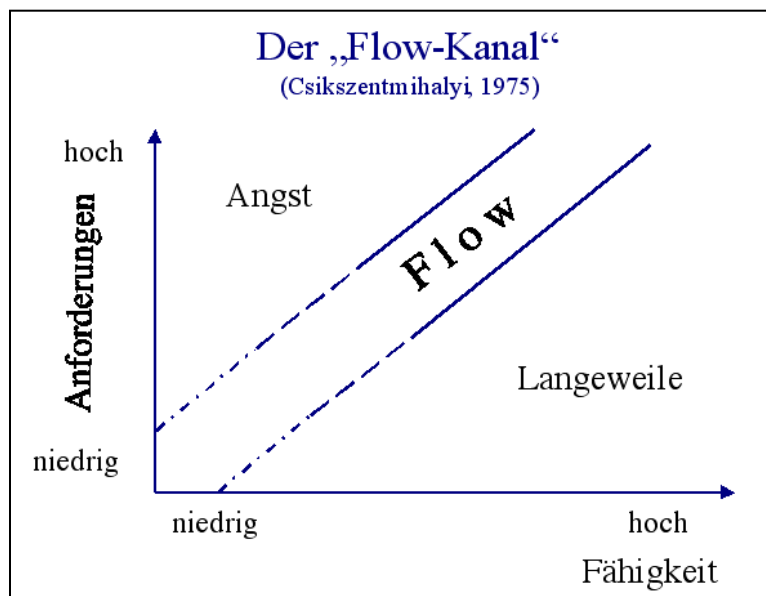 Der „Flow-Kanal“
(Csikszentmihalyi, 1975)
hoch
Angst
Flow
Anforderungen
Langeweile
niedrig
niedrig
hoch
Fähigkeit